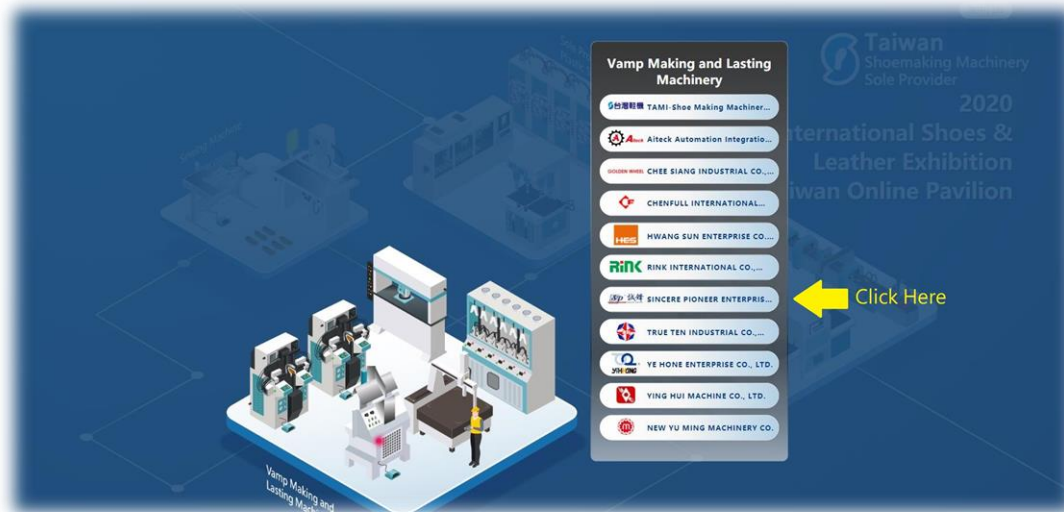 Taiwan
Shoemaking Machinery
Sole Provider
2020
nternational Shoes &
Leather Exhibition
iwan Online Pavilion
Vamp Making and Lasting
Machinery
台灣鞋機 TAMI-Shoe Making Machiner...
Aiteck Aiteck Automation Integratio...
GOLDEN WHEEL CHEE SIANG INDUSTRIAL CO.,...
CHENFULL INTERNATIONAL...
HES HWANG SUN ENTERPRISE CO....
RINK RINK INTERNATIONAL CO.,...
SINCERE PIONEER ENTERPRIS...
Click Here
TRUE TEN INDUSTRIAL CO.,...
YIHHONG YE HONE ENTERPRISE CO., LTD.
YING HUI MACHINE CO., LTD.
NEW YU MING MACHINERY CO.
Vamp Making and
Lasting Machin